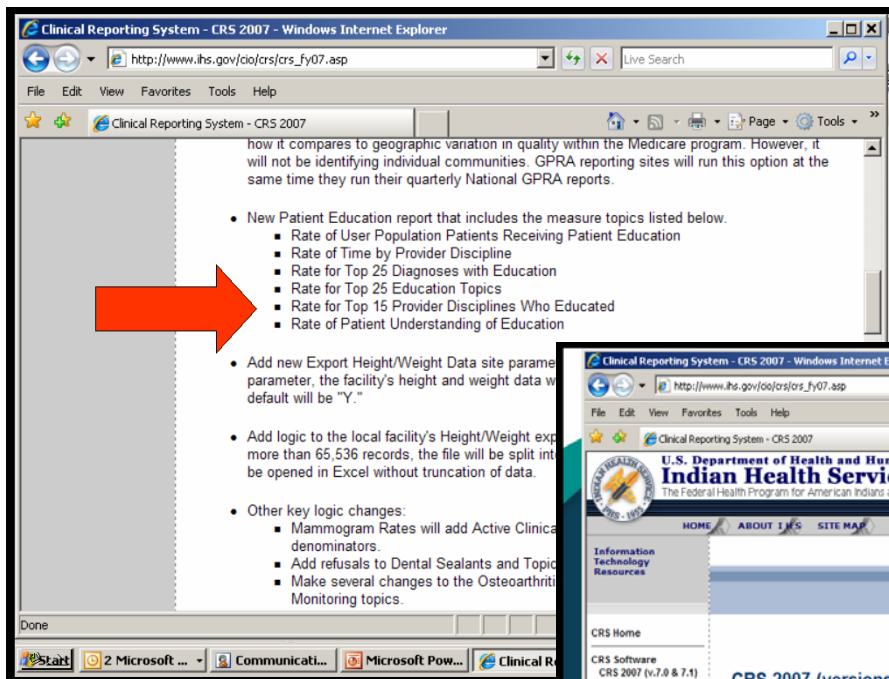 Clinical Reporting System - CRS 2007 - Windows Internet Explorer
http://www.ihs.gov/cio/crs/crs_fy07.asp
Live Search
File Edit View Favorites Tools Help
Clinical Reporting System - CRS 2007
Page Tools »
how it compares to geographic variation in quality within the Medicare program. However, it
will not be identifying individual communities. GPRA reporting sites will run this option at the
same time they run their quarterly National GPRA reports.
• New Patient Education report that includes the measure topics listed below.
▪ Rate of User Population Patients Receiving Patient Education
▪ Rate of Time by Provider Discipline
▪ Rate for Top 25 Diagnoses with Education
▪ Rate for Top 25 Education Topics
▪ Rate for Top 15 Provider Disciplines Who Educated
▪ Rate of Patient Understanding of Education
• Add new Export Height/Weight Data site parame
parameter, the facility's height and weight data w
default will be "Y."
• Add logic to the local facility's Height/Weight exp
more than 65,536 records, the file will be split int
be opened in Excel without truncation of data.
• Other key logic changes:
▪ Mammogram Rates will add Active Clinica
denominators.
▪ Add refusals to Dental Sealants and Topic
▪ Make several changes to the Osteoarthriti
Monitoring topics.
Done
Start 2 Microsoft ... Communicati... Microsoft Pow... Clinical R
Clinical Reporting System - CRS 2007 - Windows Internet E
http://www.ihs.gov/cio/crs/crs_fy07.asp
File Edit View Favorites Tools Help
Clinical Reporting System - CRS 2007
U.S. Department of Health and Hu
Indian Health Servi
The Federal Health Program for American Indians a
HOME ABOUT IHS SITE MAP
Information
Technology
Resources
CRS Home
CRS Software
CRS 2007 (v.7.0 & 7.1)
CRS 2007 (version